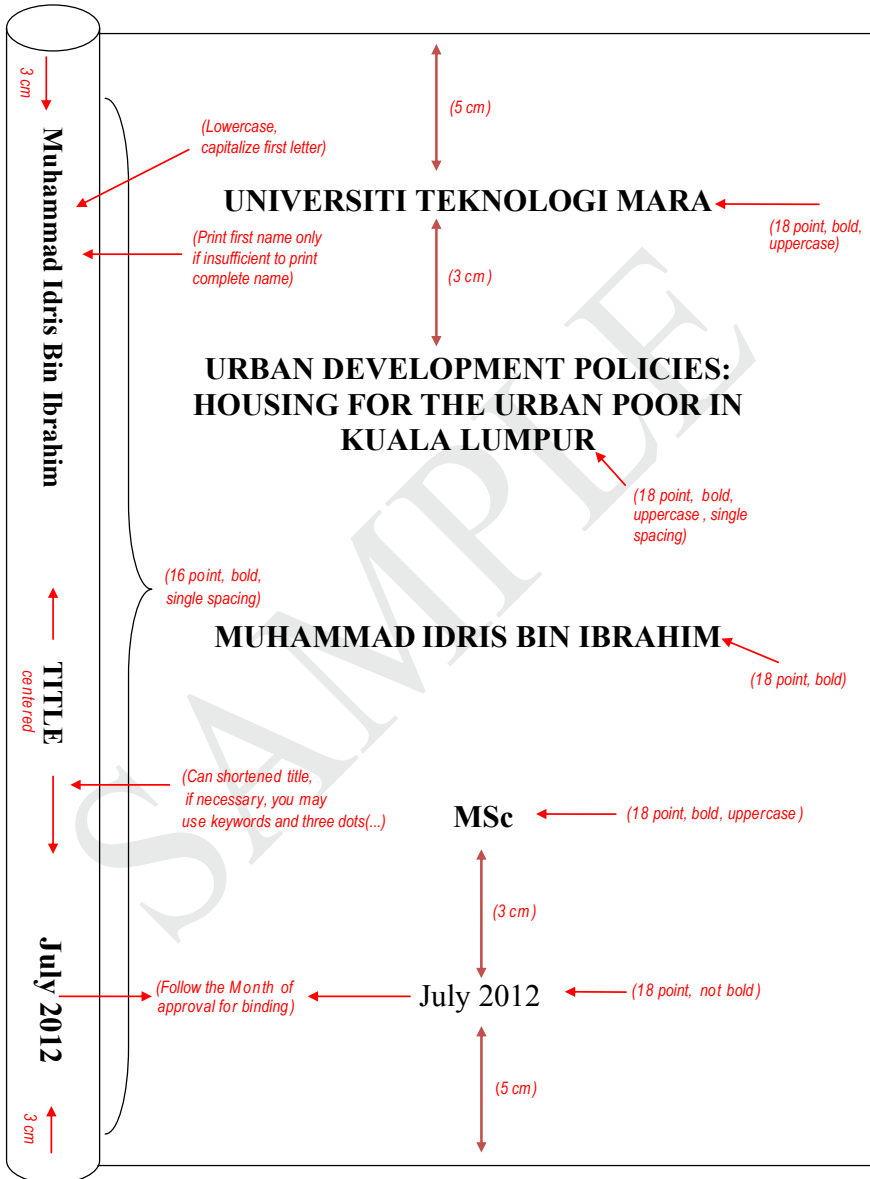 3 cm
Muhammad Idris Bin Ibrahim
TITLE
centered
July 2012
3 cm
(Lowercase,
capitalize first letter)
(Print first name only
if insufficient to print
complete name)
(16 point, bold,
single spacing)
(Can shortened title,
if necessary, you may
use keywords and three dots(...)
(Follow the Month of
approval for binding)
(5 cm)
UNIVERSITI TEKNOLOGI MARA
(18 point, bold,
uppercase)
(3 cm)
URBAN DEVELOPMENT POLICIES:
HOUSING FOR THE URBAN POOR IN
KUALA LUMPUR
(18 point, bold,
uppercase , single
spacing)
MUHAMMAD IDRIS BIN IBRAHIM
(18 point, bold)
MSc
(18 point, bold, uppercase )
(3 cm)
July 2012
(18 point, not bold )
(5 cm)
SAMPLE